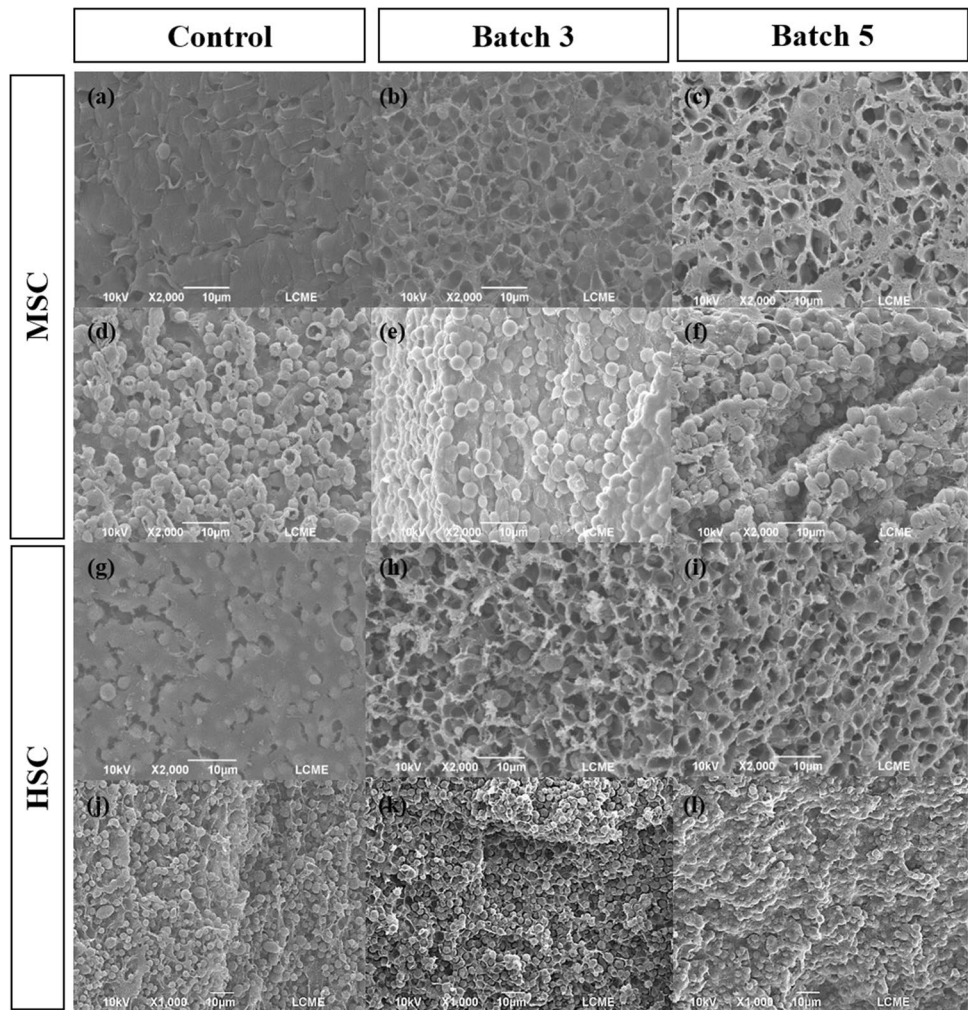 Control Batch 3 Batch 5
MSC
(a) (b) (c)
10kV X2,000 10μm LCME 10kV X2,000 10μm LCME 10kV X2,000 10μm LCME
(d) (e) (f)
10kV X2,000 10μm LCME 10kV X2,000 10μm LCME 10kV X2,000 10μm LCME
HSC
(g) (h) (i)
10kV X2,000 10μm LCME 10kV X2,000 10μm LCME 10kV X2,000 10μm LCME
(j) (k) (l)
10kV X1,000 10μm LCME 10kV X1,000 10μm LCME 10kV X1,000 10μm LCME